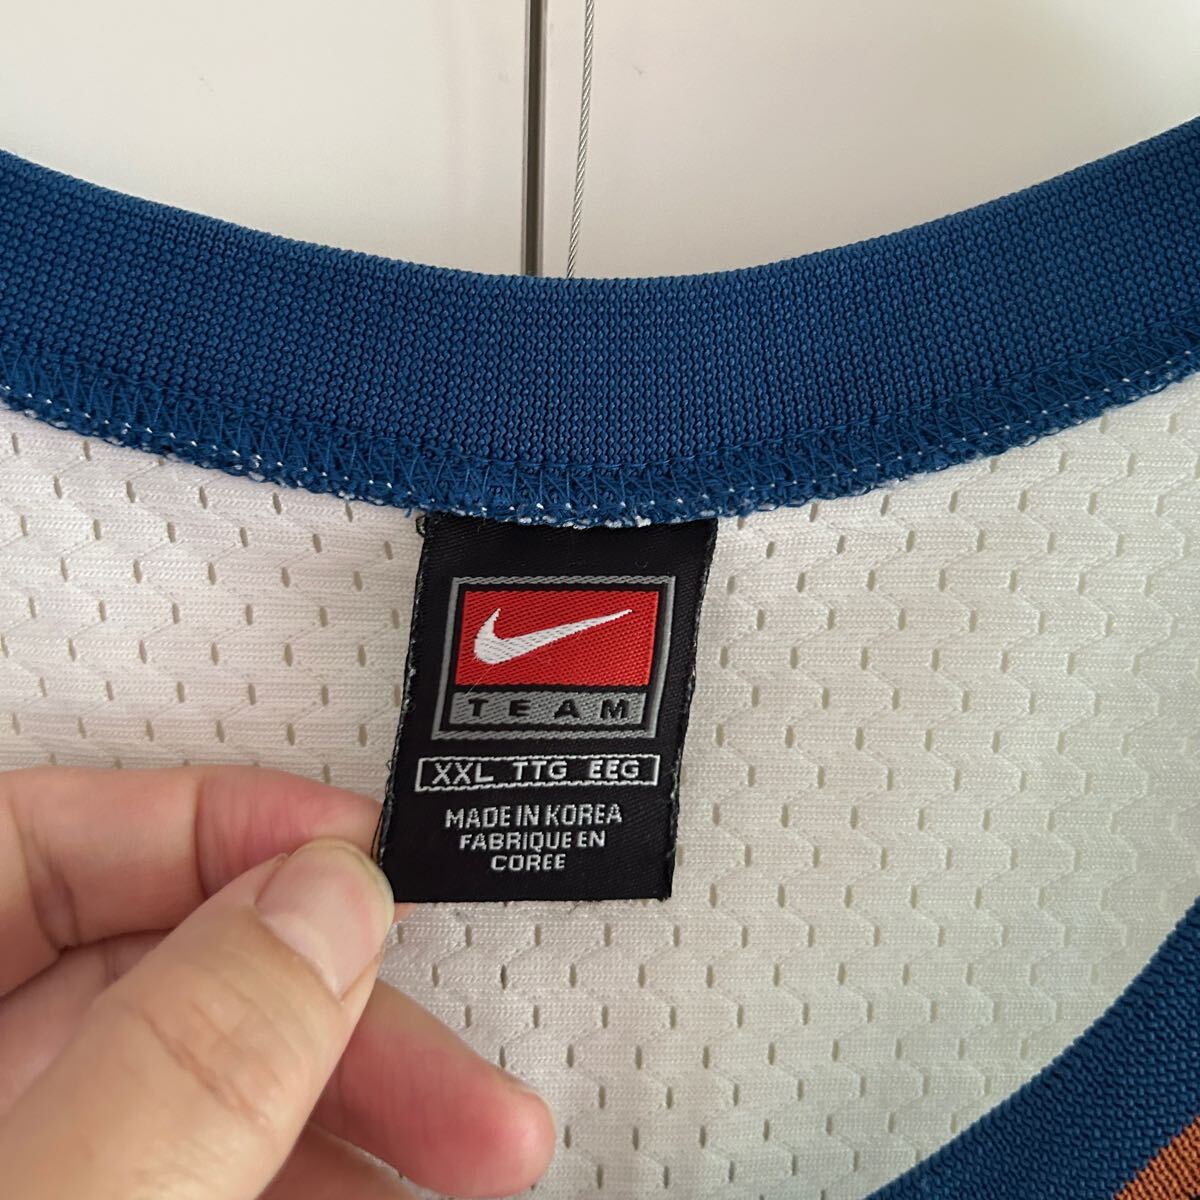 TEAM
XXL TTG EEG
MADE IN KOREA
FABRIQUE EN
COREE